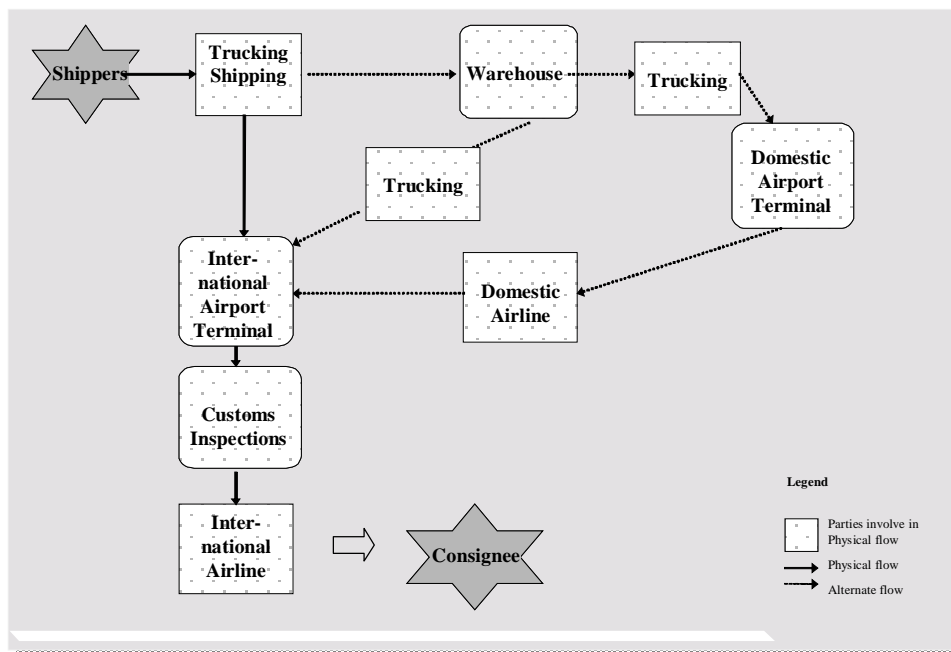 Shippers
Trucking
Shipping
Warehouse
Trucking
Trucking
Domestic
Airport
Terminal
Inter-
national
Airport
Terminal
Domestic
Airline
Customs
Inspections
Inter-
national
Airline
Consignee
Legend
Parties involve in
Physical flow
Physical flow
Alternate flow